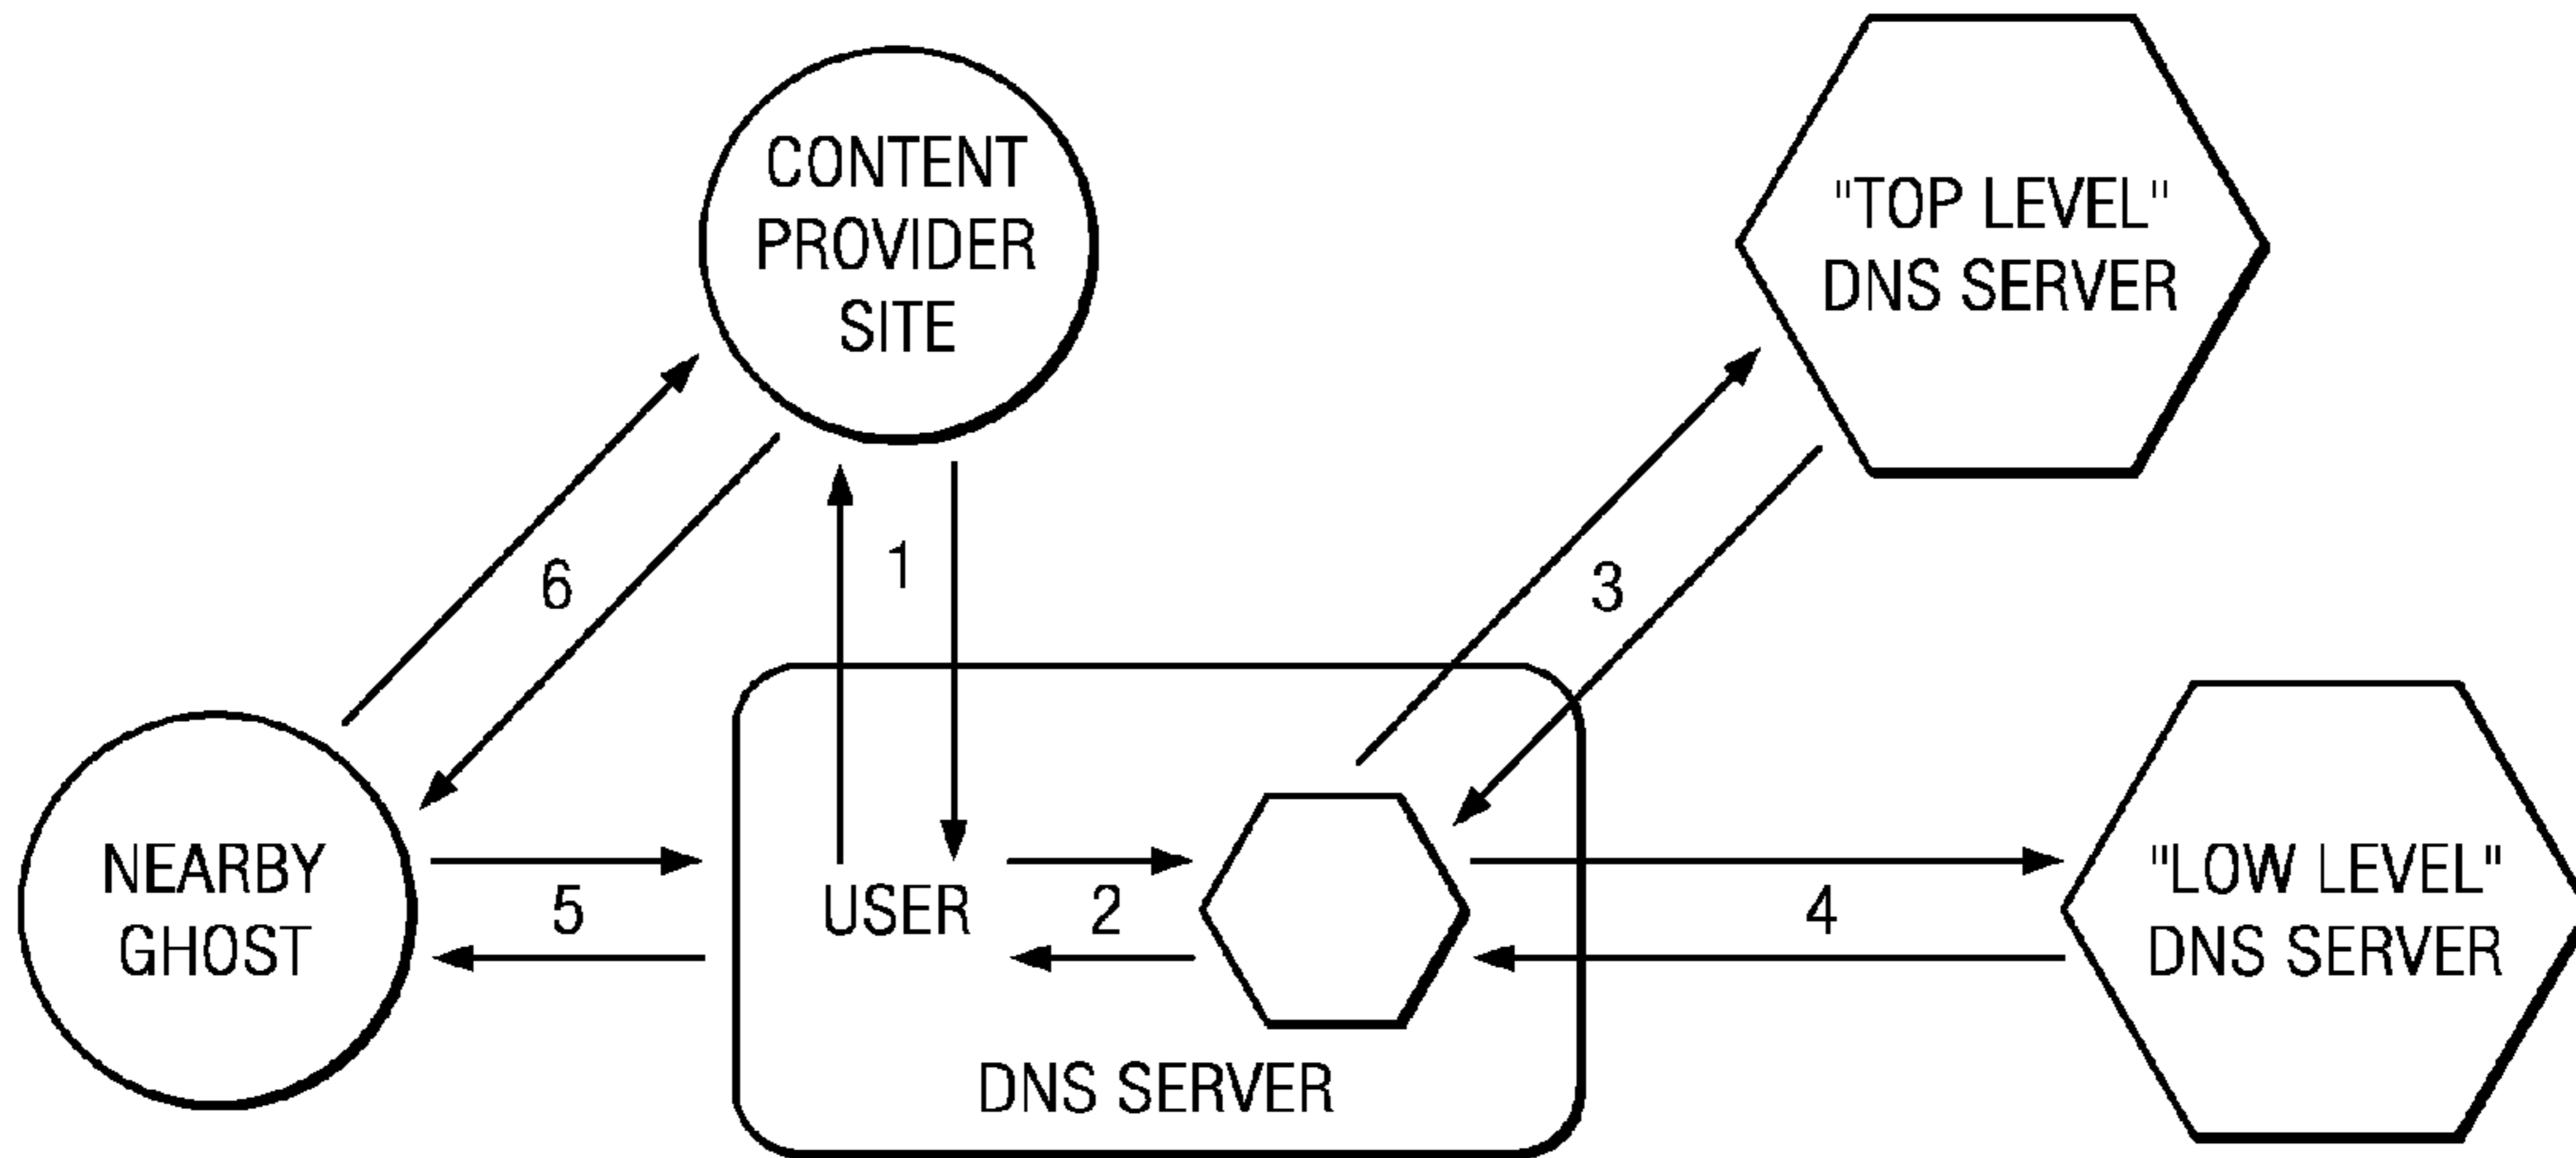 CONTENT
PROVIDER
SITE
"TOP LEVEL"
DNS SERVER
1
6
3
NEARBY
GHOST
5
USER
2
4
"LOW LEVEL"
DNS SERVER
DNS SERVER